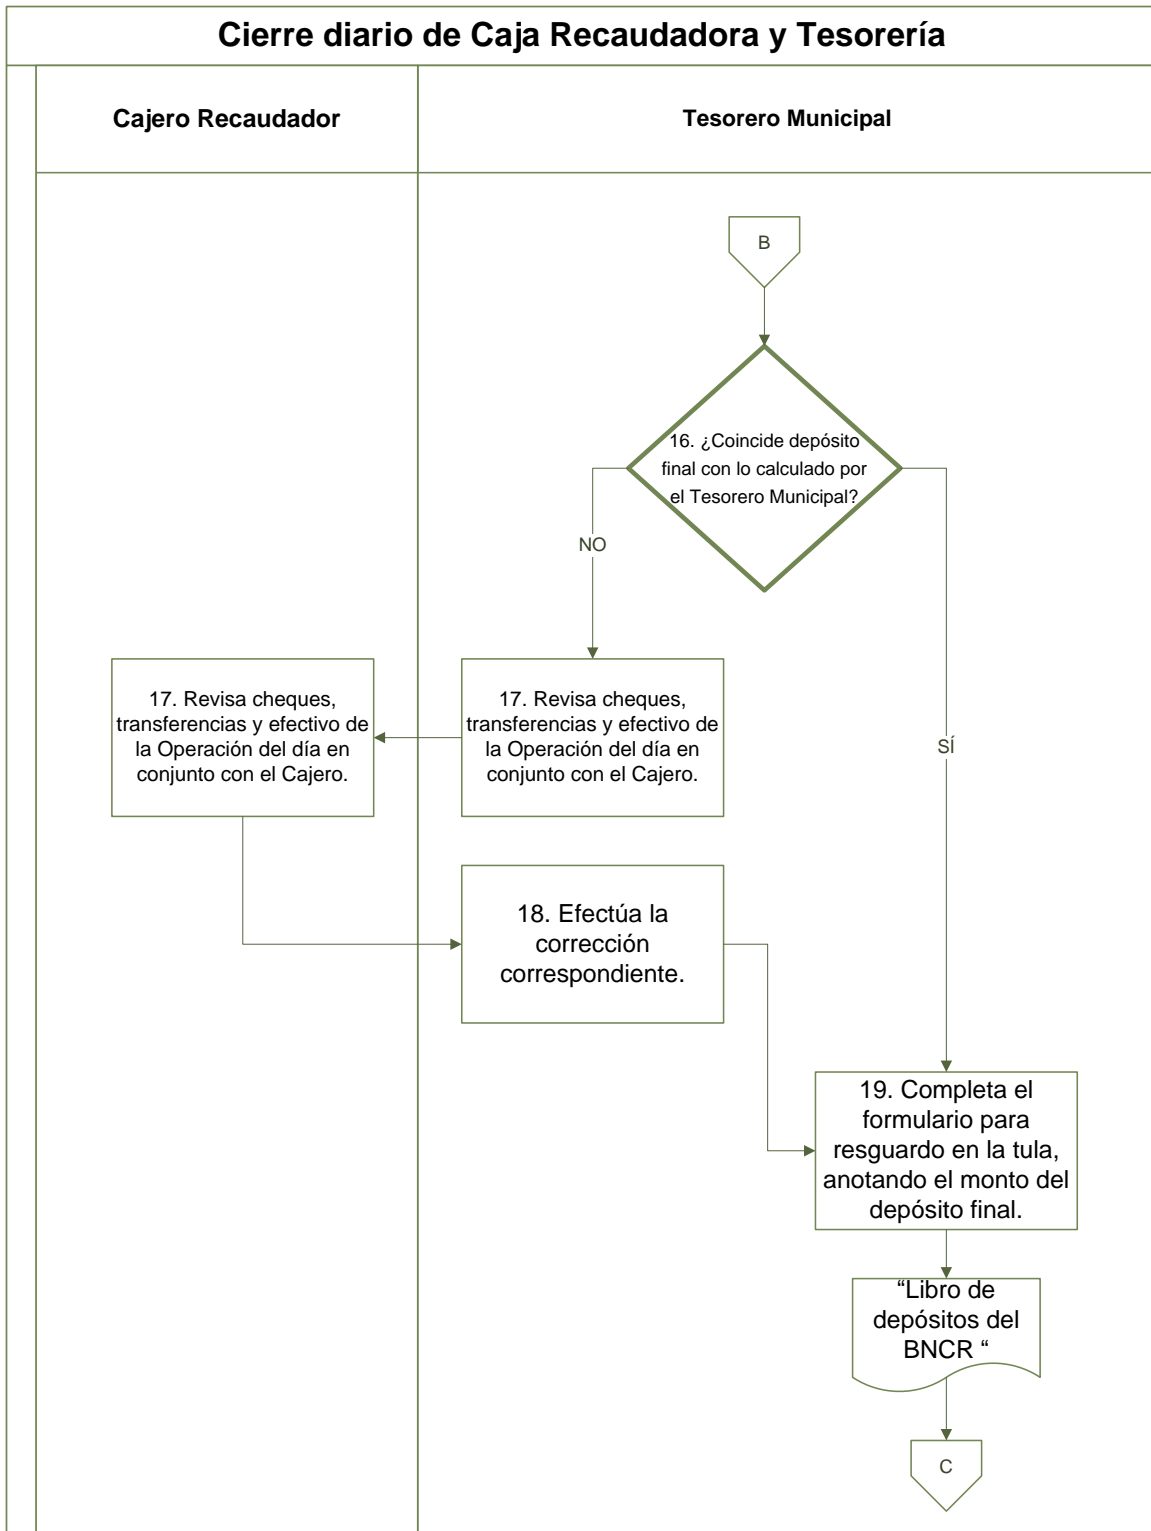 Cierre diario de Caja Recaudadora y Tesorería
Cajero Recaudador
Tesorero Municipal
B
16. ¿Coincide depósito
final con lo calculado por
el Tesorero Municipal?
NO
SÍ
17. Revisa cheques,
transferencias y efectivo de
la Operación del día en
conjunto con el Cajero.
17. Revisa cheques,
transferencias y efectivo de
la Operación del día en
conjunto con el Cajero.
18. Efectúa la
corrección
correspondiente.
19. Completa el
formulario para
resguardo en la tula,
anotando el monto del
depósito final.
“Libro de
depósitos del
BNCR “
C